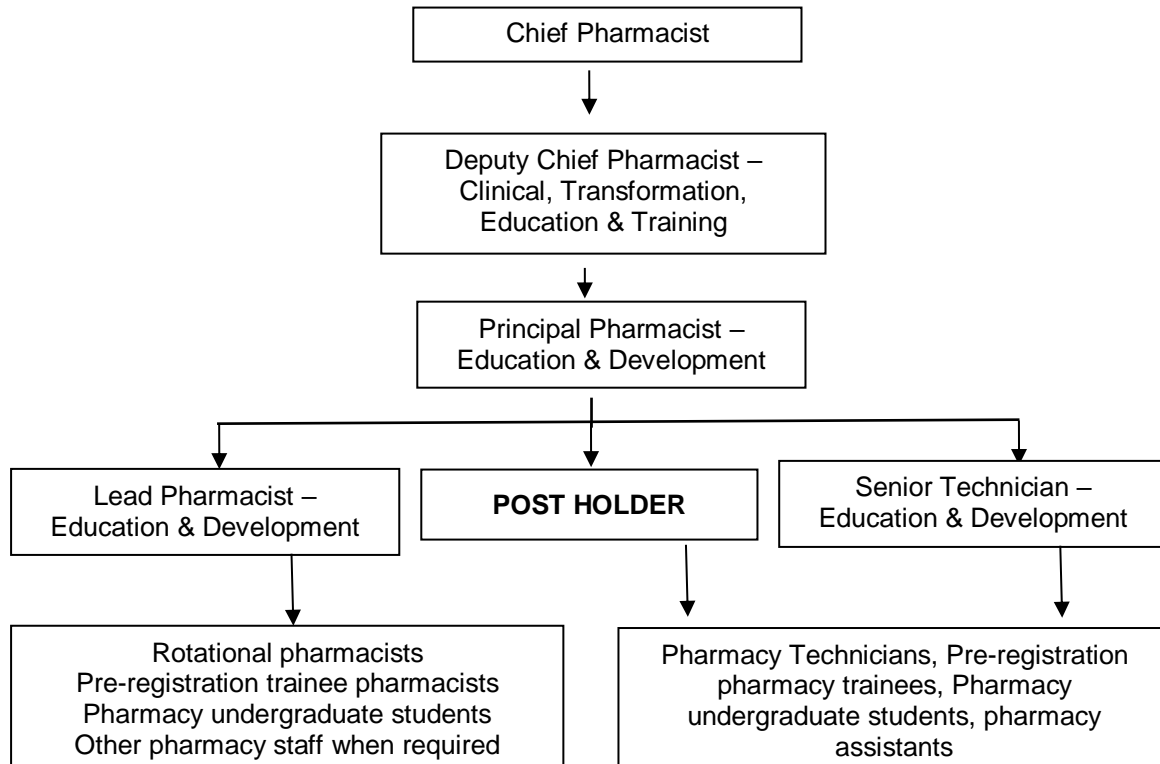 Chief Pharmacist
Deputy Chief Pharmacist –
Clinical, Transformation,
Education & Training
Principal Pharmacist –
Education & Development
Lead Pharmacist –
Education & Development
POST HOLDER
Senior Technician –
Education & Development
Rotational pharmacists
Pre-registration trainee pharmacists
Pharmacy undergraduate students
Other pharmacy staff when required
Pharmacy Technicians, Pre-registration
pharmacy trainees, Pharmacy
undergraduate students, pharmacy
assistants